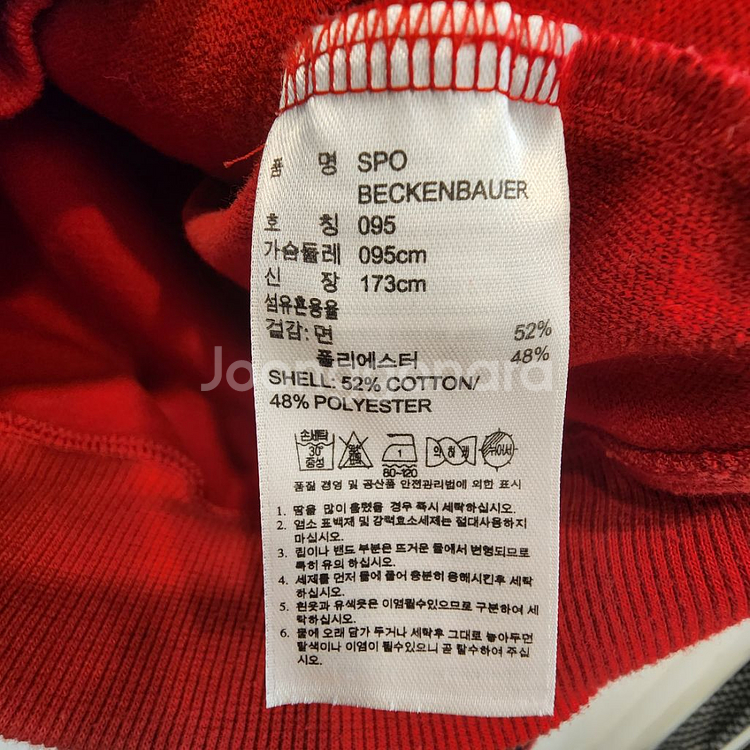 품 명 SPO
BECKENBAUER
호 칭 095
가슴둘레 095cm
신 장 173cm
섬유혼용율
겉감: 면 52%
폴리에스터 48%
SHELL: 52% COTTON/
48% POLYESTER
손세탁
30°
중성
1
80~120
약하게
품질 경영 및 공산품 안전관리법에 의한 표시
1. 땀을 많이 흘렸을 경우 즉시 세탁하십시오.
2. 염소 표백제 및 강력효소세제는 절대사용하지
마십시오.
3. 립이나 밴드 부분은 뜨거운 물에서 변형되므로
특히 유의 하십시오.
4. 세제를 먼저 물에 풀어 충분히 용해시킨후 세탁
하십시오.
5. 흰옷과 유색옷은 이염될수있으므로 구분하여 세
탁하십시오.
6. 물에 오래 담가 두거나 세탁후 그대로 놓아두면
탈색이나 이염이 될수있으니 곧 탈수하여 주십
시오.